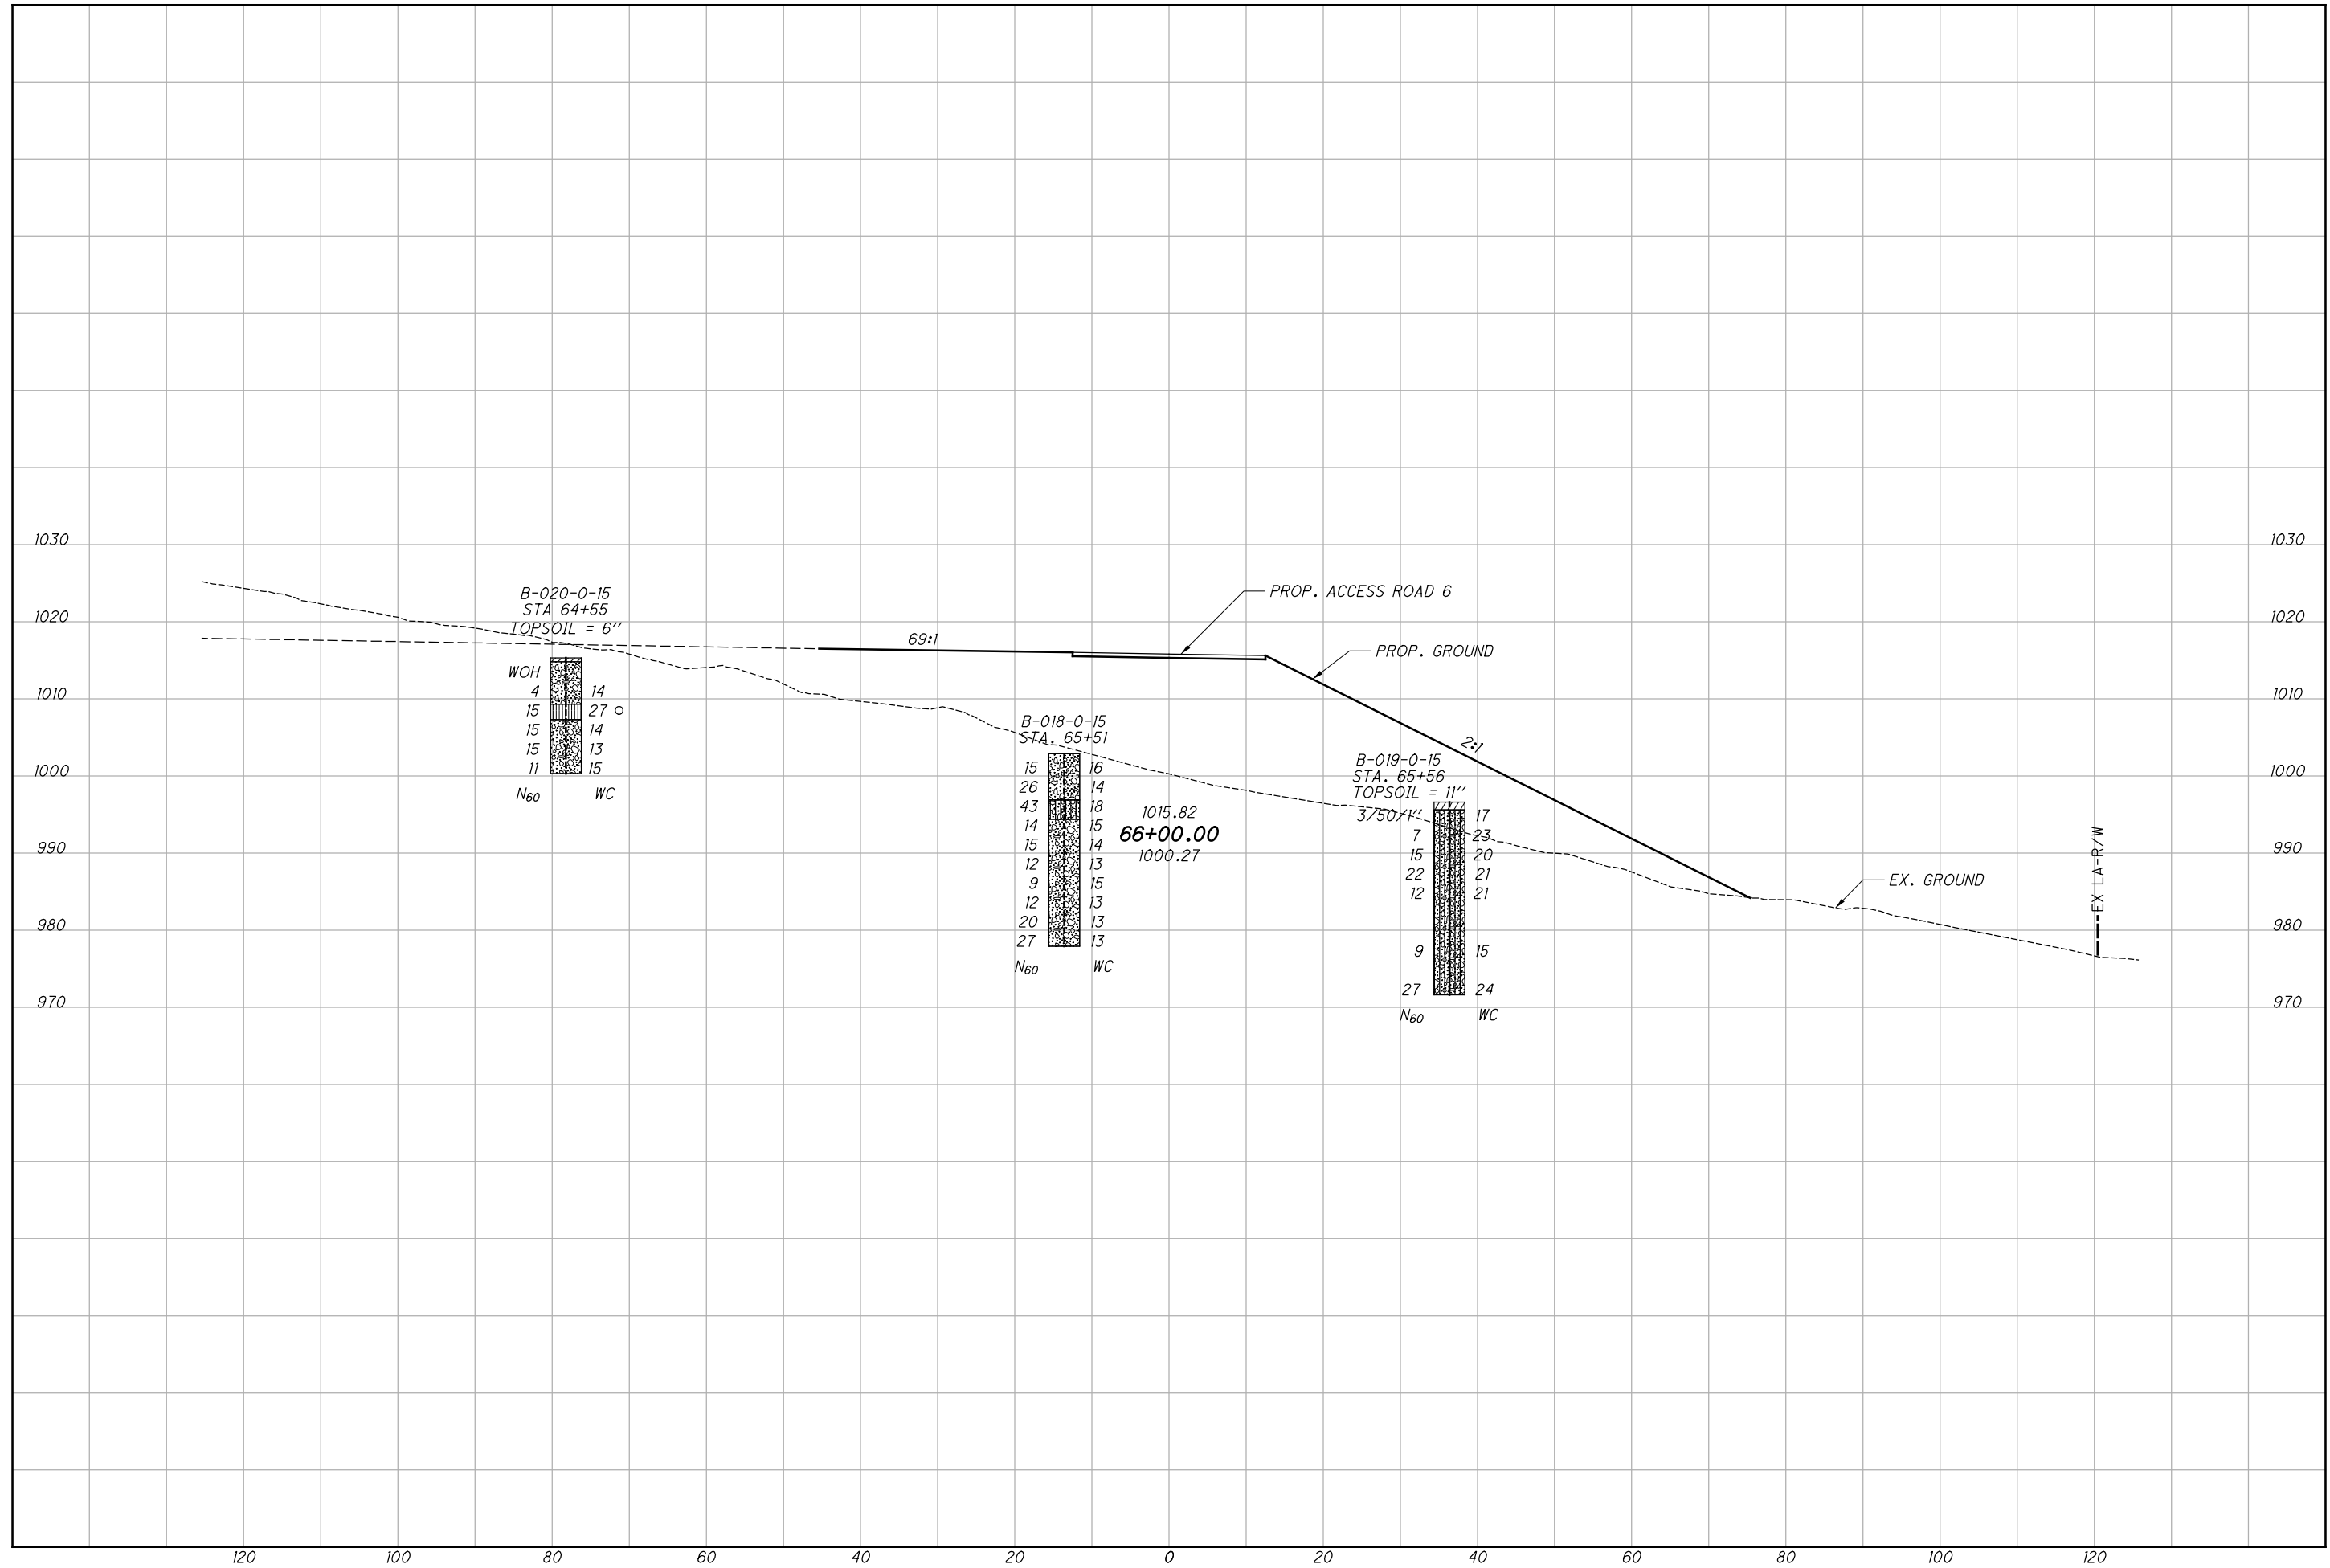 1030
1030
B-020-0-15
STA 64+55
TOPSOIL = 6"
PROP. ACCESS ROAD 6
1020
1020
69:1
PROP. GROUND
WOH
4 14
15 27
15 14
15 13
11 15
N60 WC
1010
1010
B-018-0-15
STA. 65+51
15 16
26 14
43 18
14 15
15 14
12 13
9 15
12 13
20 13
27 13
N60 WC
2:1
1000
1000
1015.82
66+00.00
1000.27
B-019-0-15
STA. 65+56
TOPSOIL = 11"
3/50/1" 17
7 23
15 20
22 21
12 21
9 15
27 24
N60 WC
990
990
EX. GROUND
EX LA-R/W
980
980
970
970
120 100 80 60 40 20 0 20 40 60 80 100 120